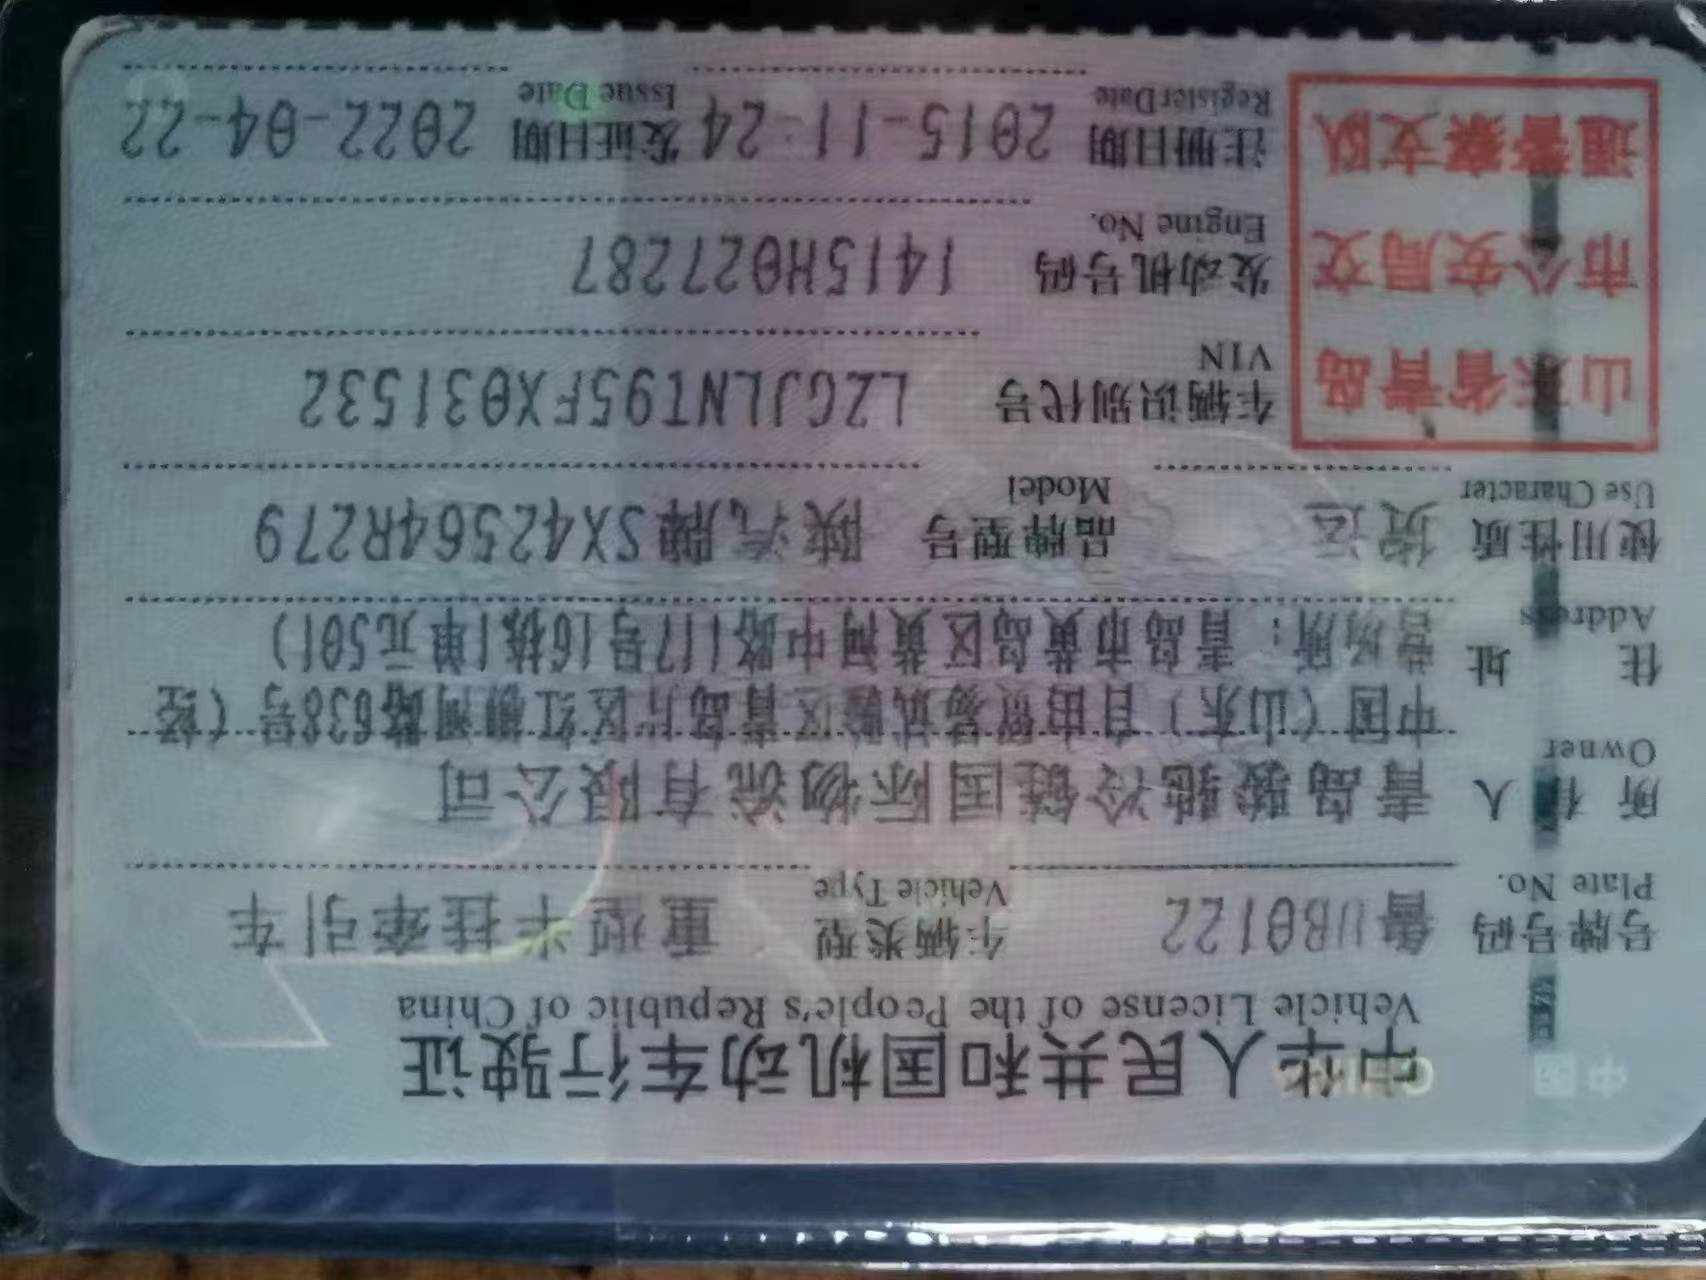 中华人民共和国机动车行驶证
Vehicle License of the People's Republic of China
号牌号码 鲁UB0122 车辆类型 重型半挂牵引车
Plate No. Vehicle Type
所有人 青岛骏驰冷链国际物流有限公司
Owner
中国(山东)自由贸易试验区青岛片区红柳河路638号(经
住址 营场所:青岛市黄岛区黄河中路117号16栋1单元501)
Address
使用性质 货运 品牌型号 陕汽牌SX42564R279
Use Character Model
车辆识别代号 LZGJLNT95FX031532
VIN
发动机号码 1415H027287
Engine No.
注册日期 2015-11-24 发证日期 2022-04-22
Register Date Issue Date
山东省青岛
市公安局交
通警察支队
中国
CHINA